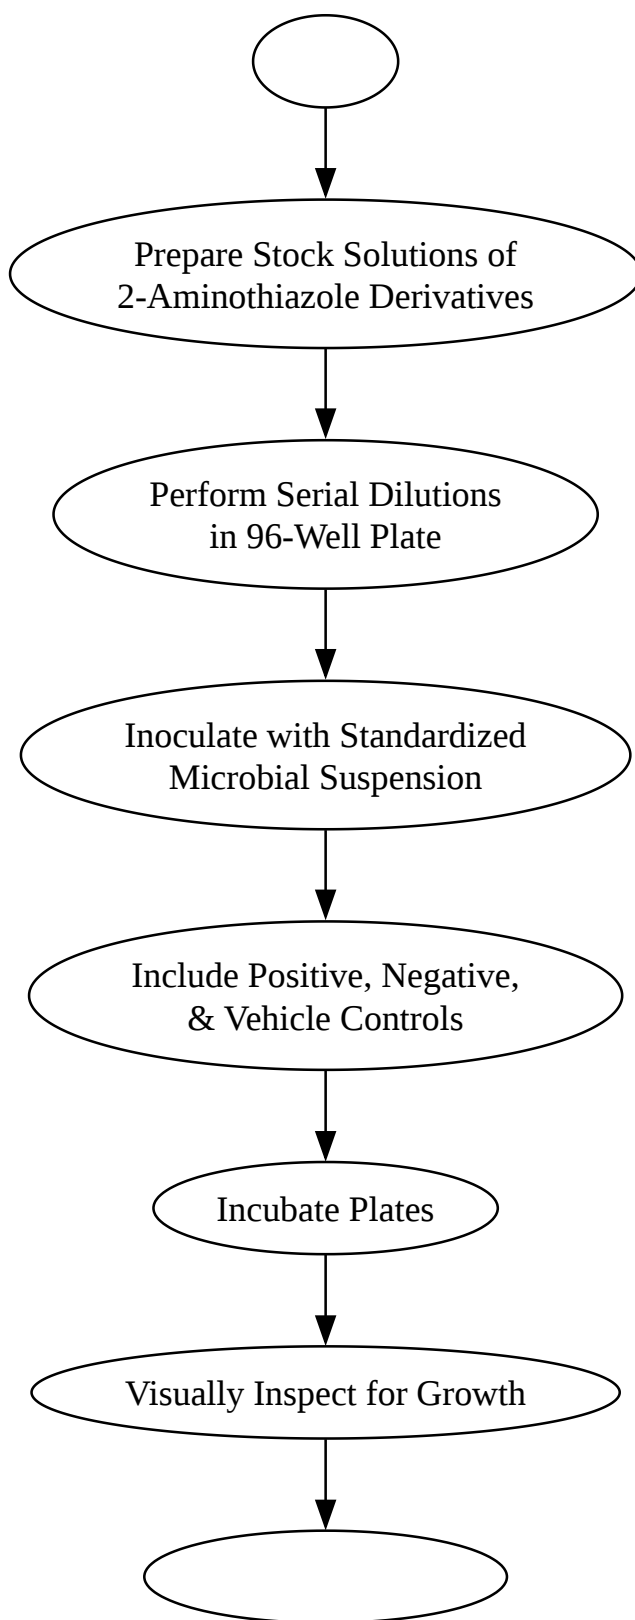 Prepare Stock Solutions of
2-Aminothiazole Derivatives
Perform Serial Dilutions
in 96-Well Plate
Inoculate with Standardized
Microbial Suspension
Include Positive, Negative,
& Vehicle Controls
Incubate Plates
Visually Inspect for Growth